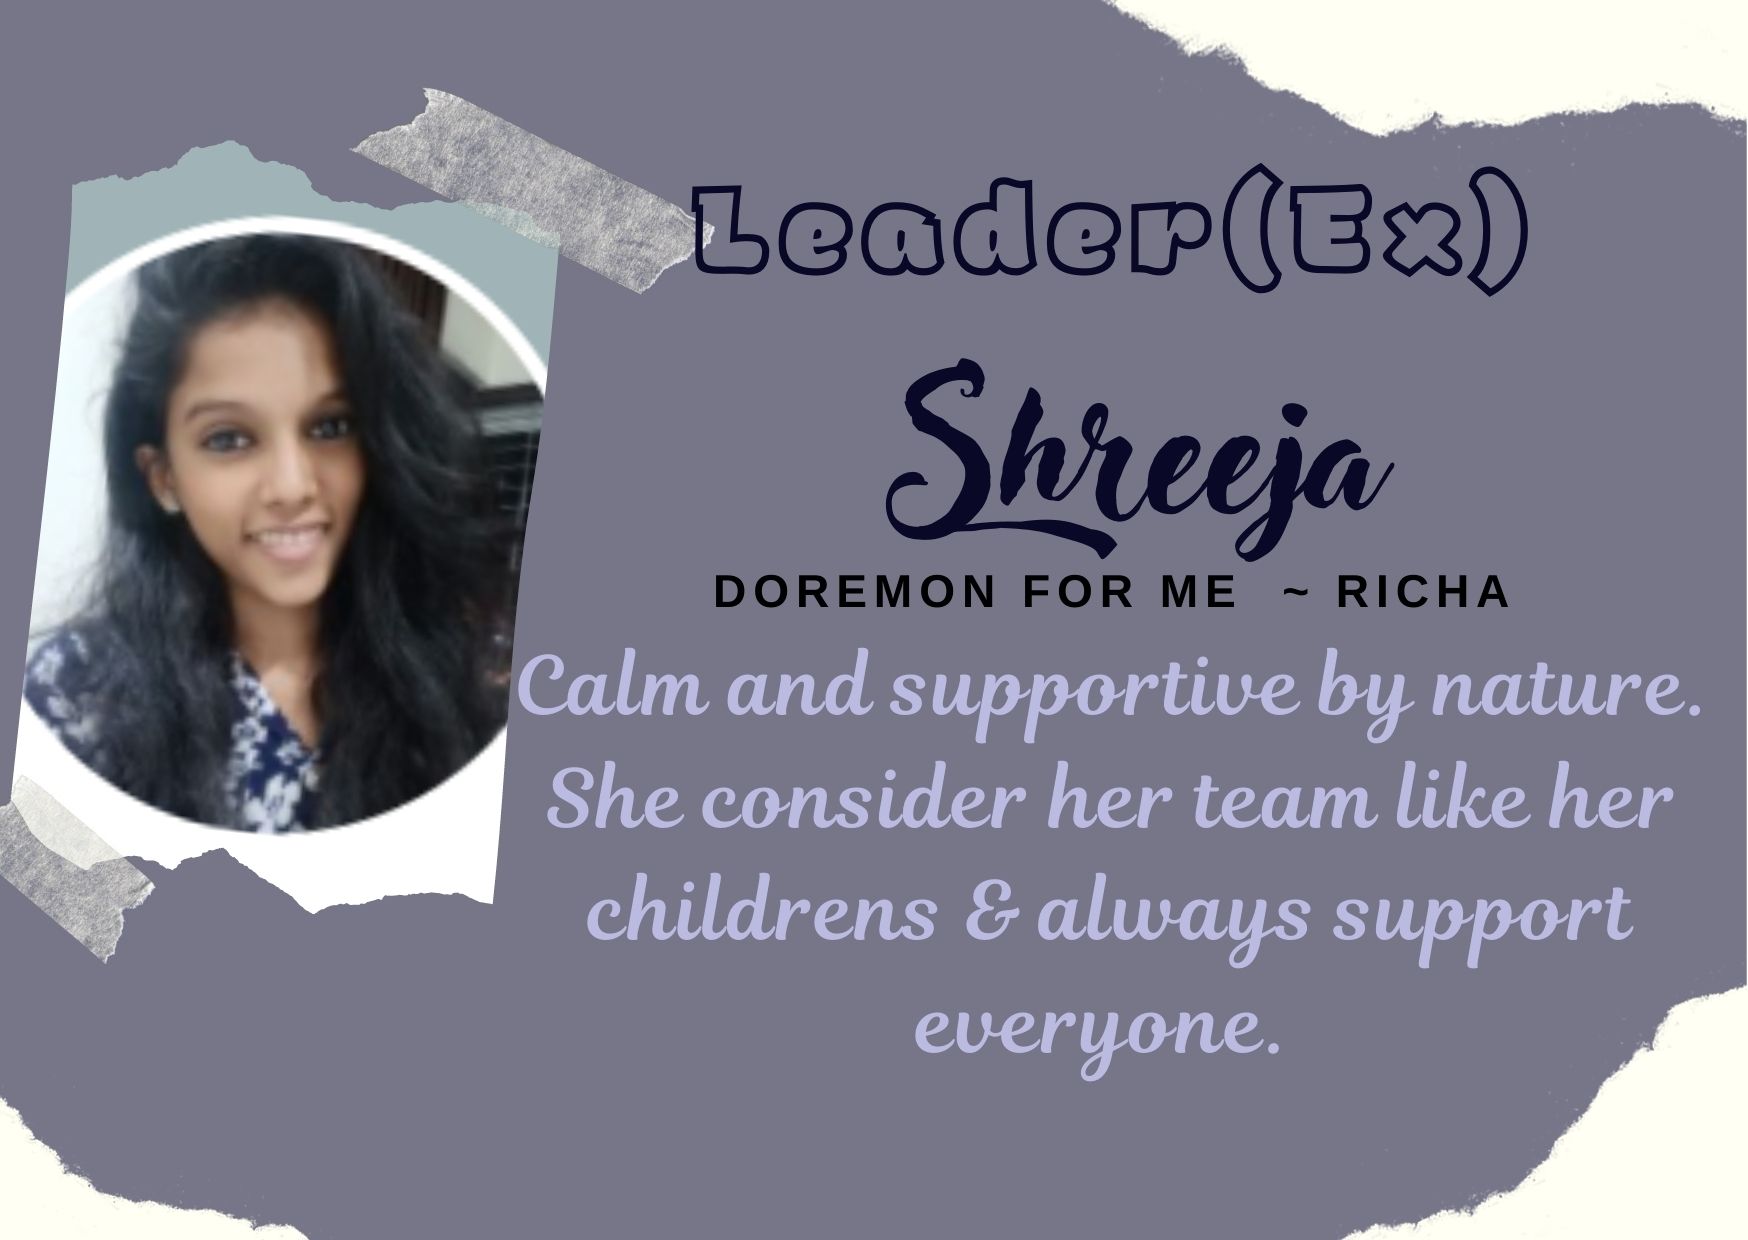 Leader(Ex)
Shreeja
DOREMON FOR ME ~ RICHA
Calm and supportive by nature.
She consider her team like her
childrens & always support
everyone.